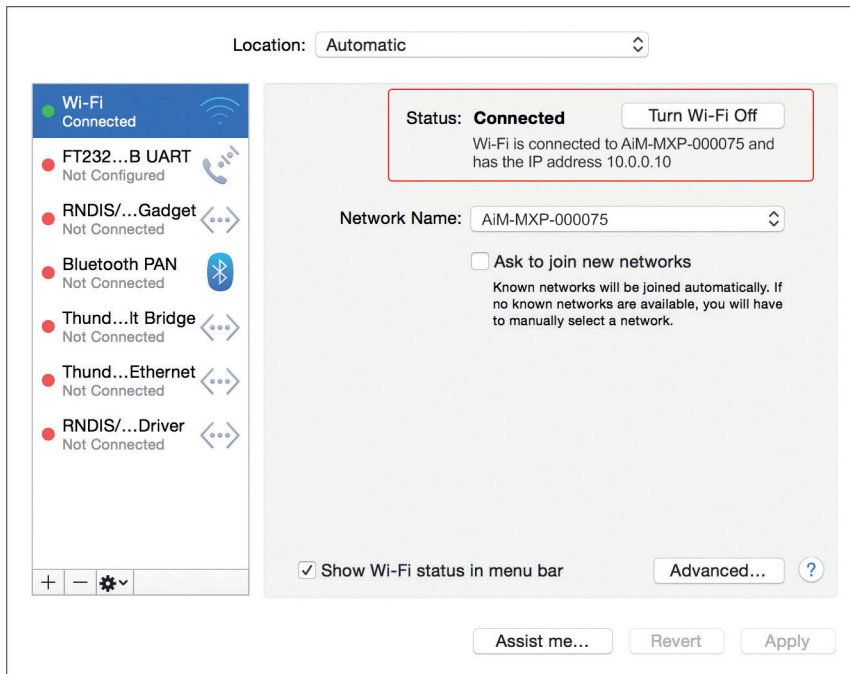 Location: Automatic
Wi-Fi
Connected
FT232...B UART
Not Configured
RNDIS/...Gadget
Not Connected
Bluetooth PAN
Not Connected
Thund...lt Bridge
Not Connected
Thund...Ethernet
Not Connected
RNDIS/...Driver
Not Connected
Status: Connected
Turn Wi-Fi Off
Wi-Fi is connected to AiM-MXP-000075 and
has the IP address 10.0.0.10
Network Name: AiM-MXP-000075
Ask to join new networks
Known networks will be joined automatically. If
no known networks are available, you will have
to manually select a network.
Show Wi-Fi status in menu bar
Advanced...
?
Assist me...
Revert
Apply